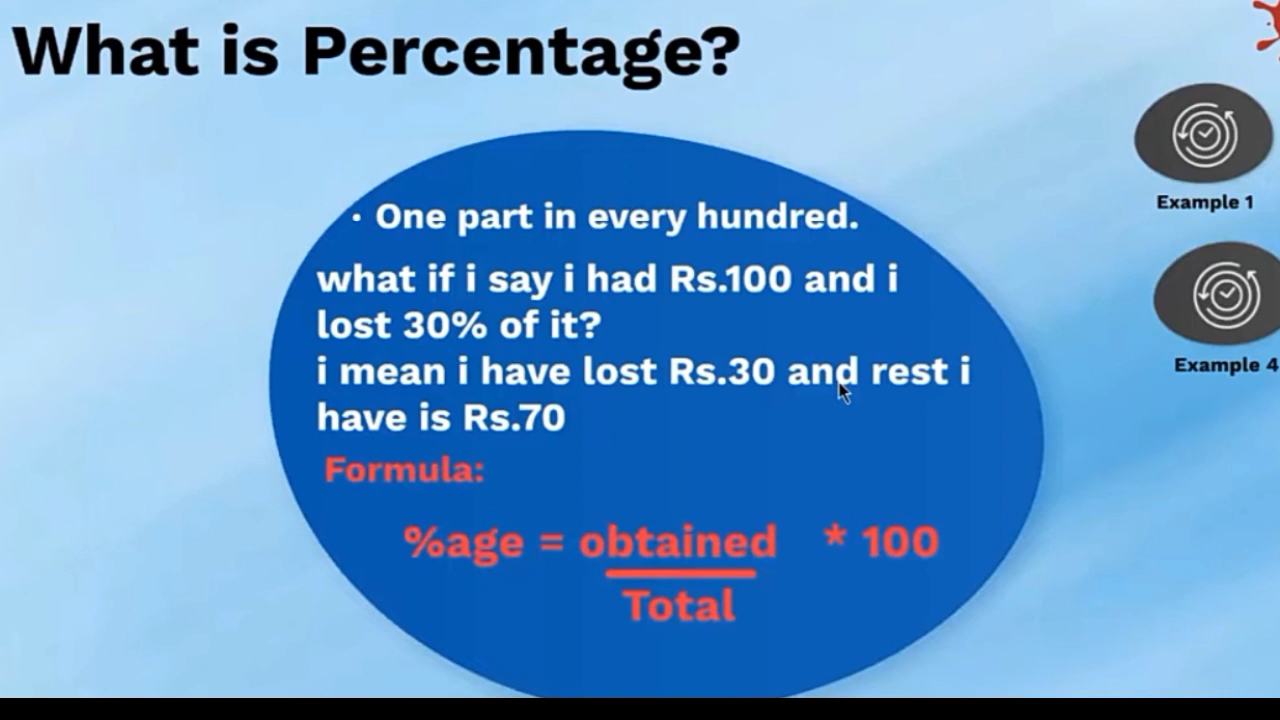 What is Percentage?
• One part in every hundred.
what if i say i had Rs.100 and i
lost 30% of it?
i mean i have lost Rs.30 and rest i
have is Rs.70
Formula:
%age = obtained * 100
Total
Example 1
Example 4